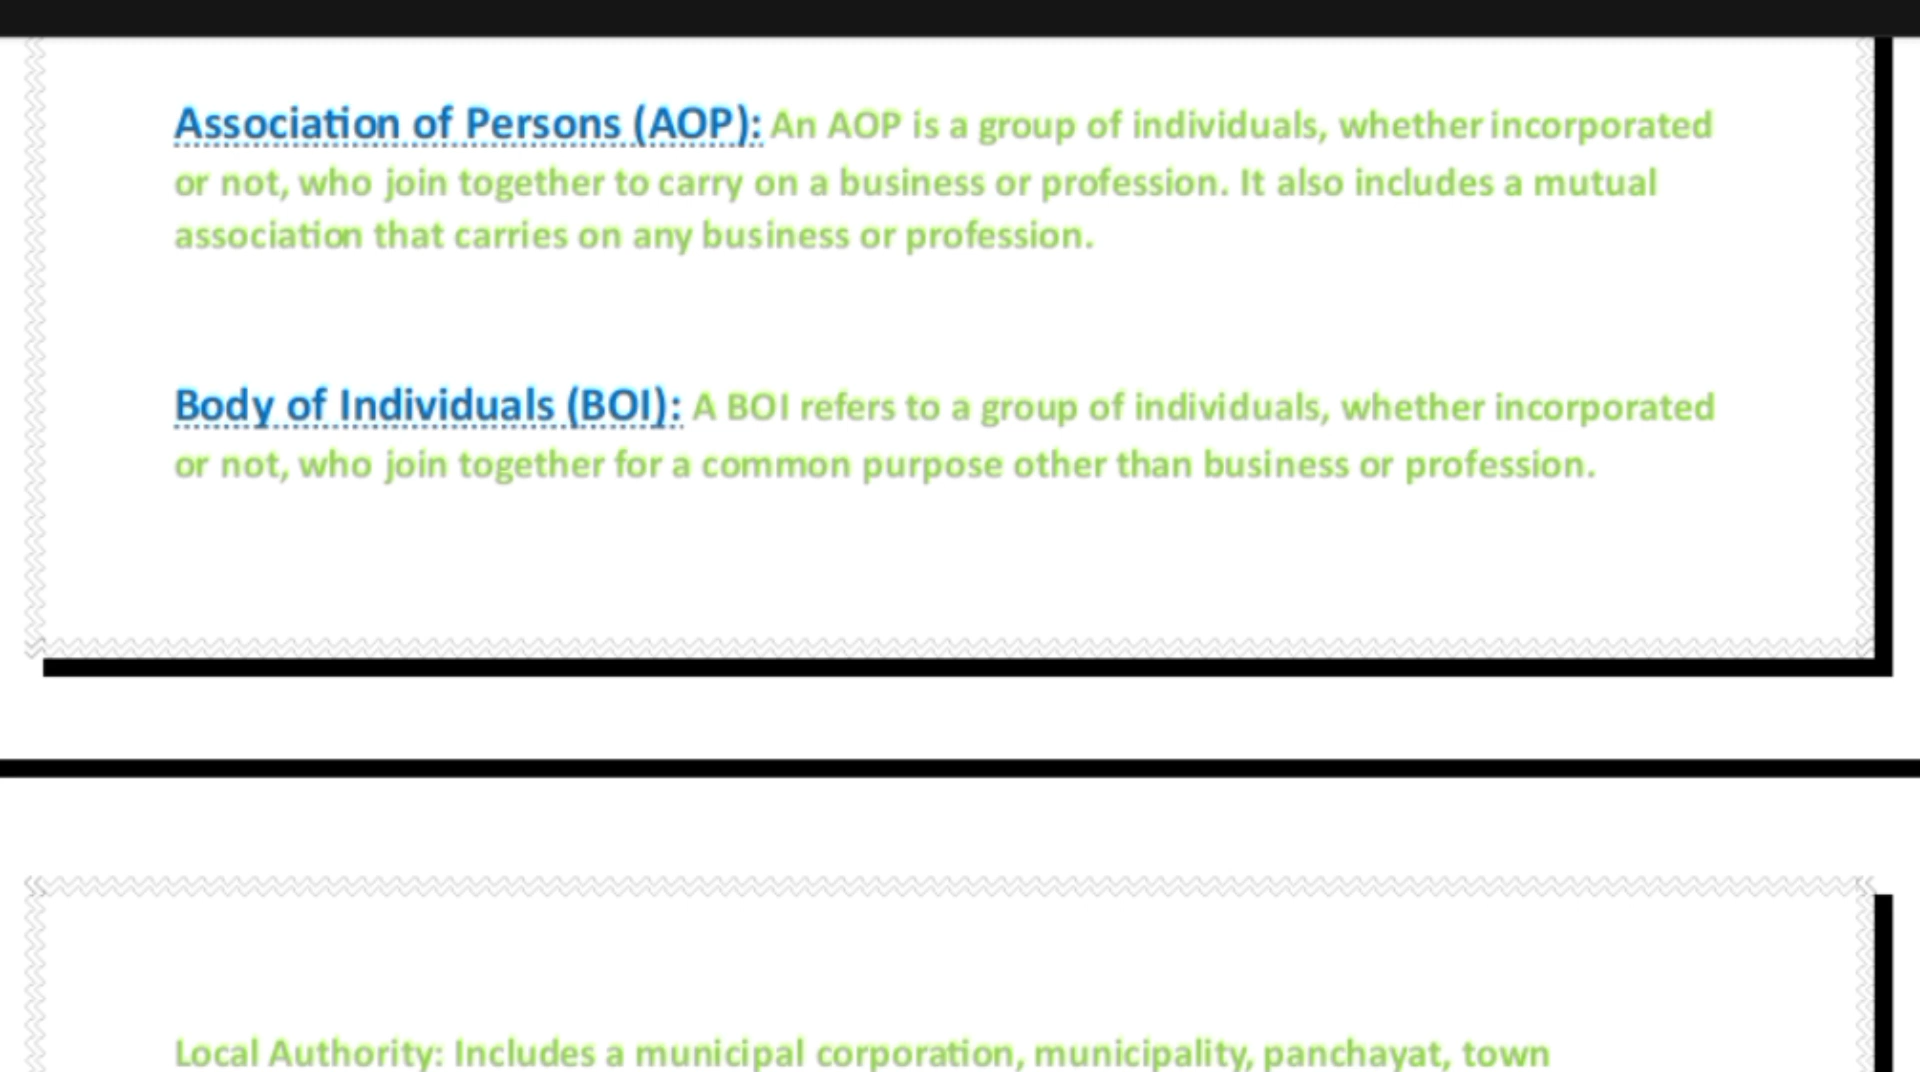 Association of Persons (AOP): An AOP is a group of individuals, whether incorporated
or not, who join together to carry on a business or profession. It also includes a mutual
association that carries on any business or profession.
Body of Individuals (BOI): A BOI refers to a group of individuals, whether incorporated
or not, who join together for a common purpose other than business or profession.
Local Authority: Includes a municipal corporation, municipality, panchayat, town